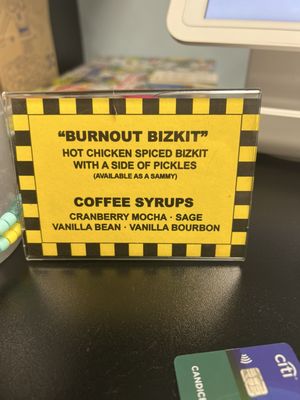 "BURNOUT BIZKIT"
HOT CHICKEN SPICED BIZKIT
WITH A SIDE OF PICKLES
(AVAILABLE AS A SAMMY)
COFFEE SYRUPS
CRANBERRY MOCHA · SAGE
VANILLA BEAN · VANILLA BOURBON
citi
CANDICE